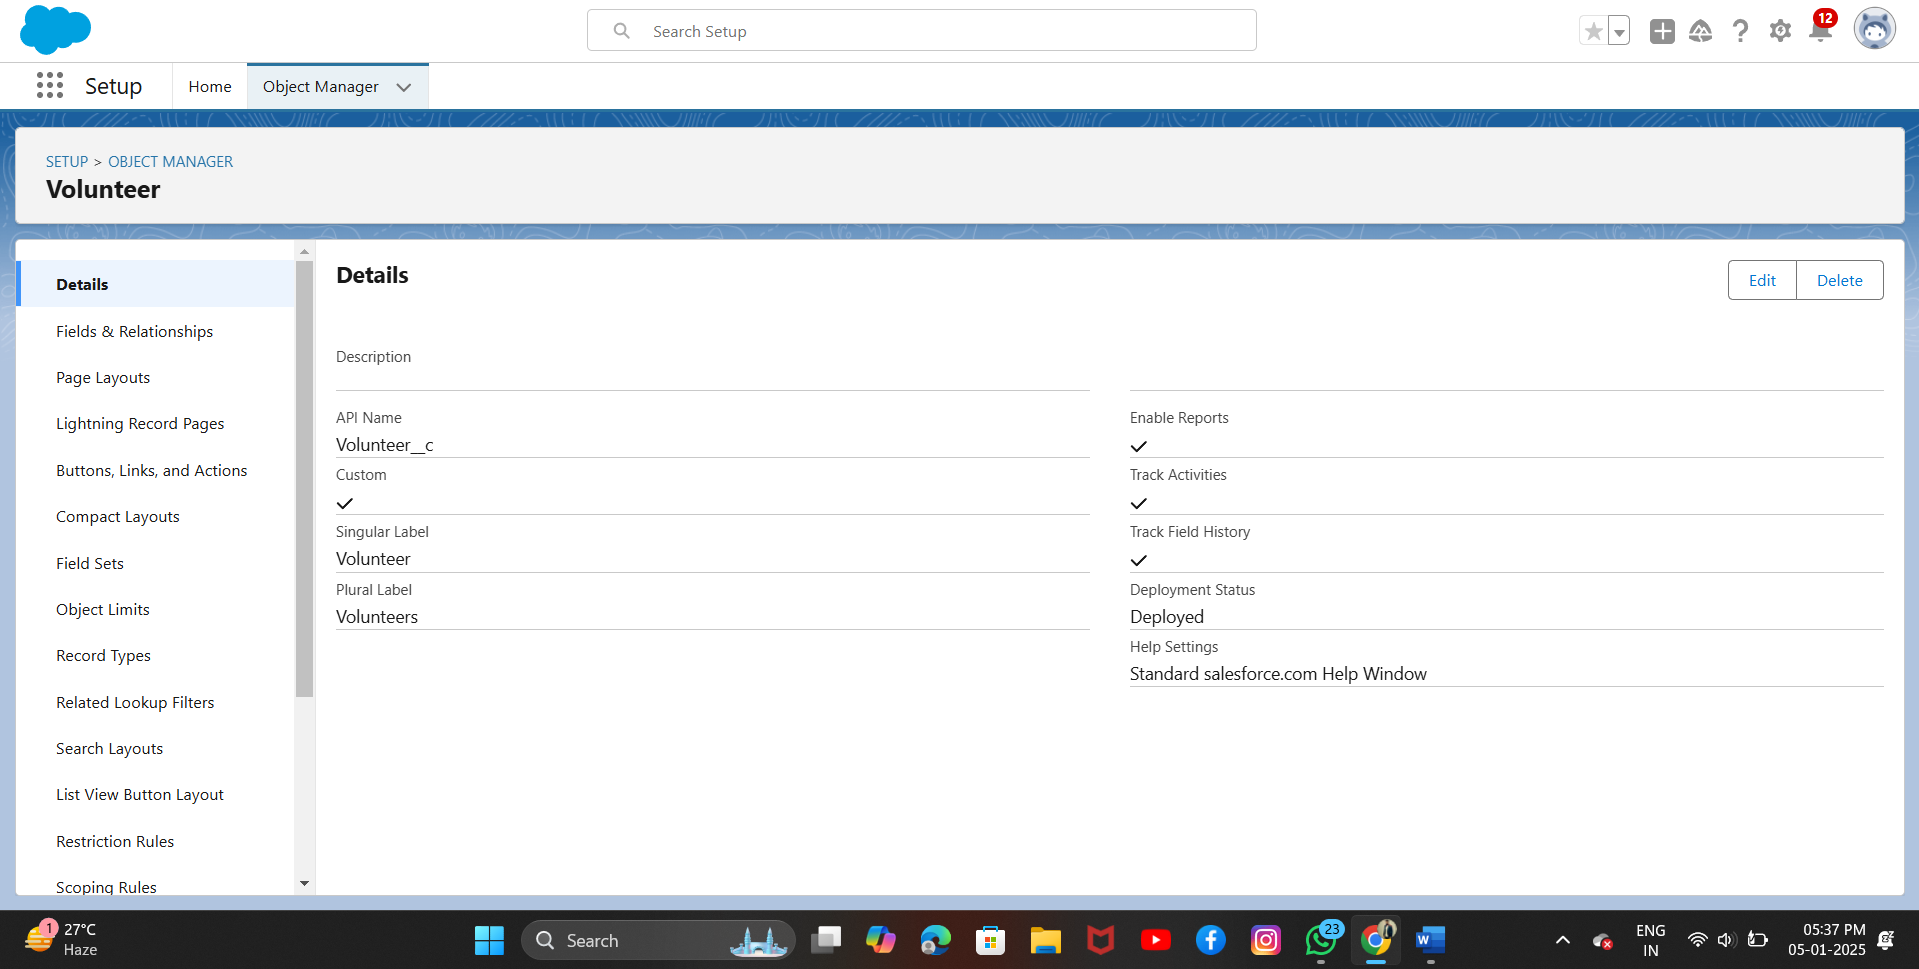 Search Setup
12
Setup
Home
Object Manager
SETUP > OBJECT MANAGER
Volunteer
Details
Fields & Relationships
Page Layouts
Lightning Record Pages
Buttons, Links, and Actions
Compact Layouts
Field Sets
Object Limits
Record Types
Related Lookup Filters
Search Layouts
List View Button Layout
Restriction Rules
Scoping Rules
Details
Edit
Delete
Description
API Name
Volunteer__c
Custom
Singular Label
Volunteer
Plural Label
Volunteers
Enable Reports
Track Activities
Track Field History
Deployment Status
Deployed
Help Settings
Standard salesforce.com Help Window
1
27°C
Haze
Search
23
W
ENG
IN
05:37 PM
05-01-2025